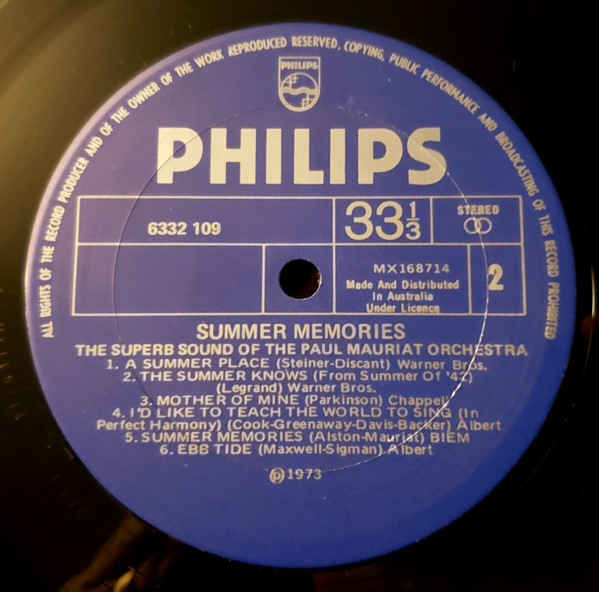 ALL RIGHTS OF THE RECORD PRODUCER AND OF THE OWNER OF THE WORK REPRODUCED RESERVED. COPYING, PUBLIC PERFORMANCE AND BROADCASTING OF THIS RECORD PROHIBITED
PHILIPS
PHILIPS
6332 109
33 1/3
STEREO
MX168714
Made And Distributed
In Australia
Under Licence
2
SUMMER MEMORIES
THE SUPERB SOUND OF THE PAUL MAURIAT ORCHESTRA
1. A SUMMER PLACE (Steiner-Discant) Warner Bros.
2. THE SUMMER KNOWS (From Summer Of '42)
(Legrand) Warner Bros.
3. MOTHER OF MINE (Parkinson) Chappell
4. I'D LIKE TO TEACH THE WORLD TO SING (In
Perfect Harmony) (Cook-Greenaway-Davis-Backer) Albert
5. SUMMER MEMORIES (Alston-Mauriat) BIEM
6. EBB TIDE (Maxwell-Sigman) Albert
℗1973